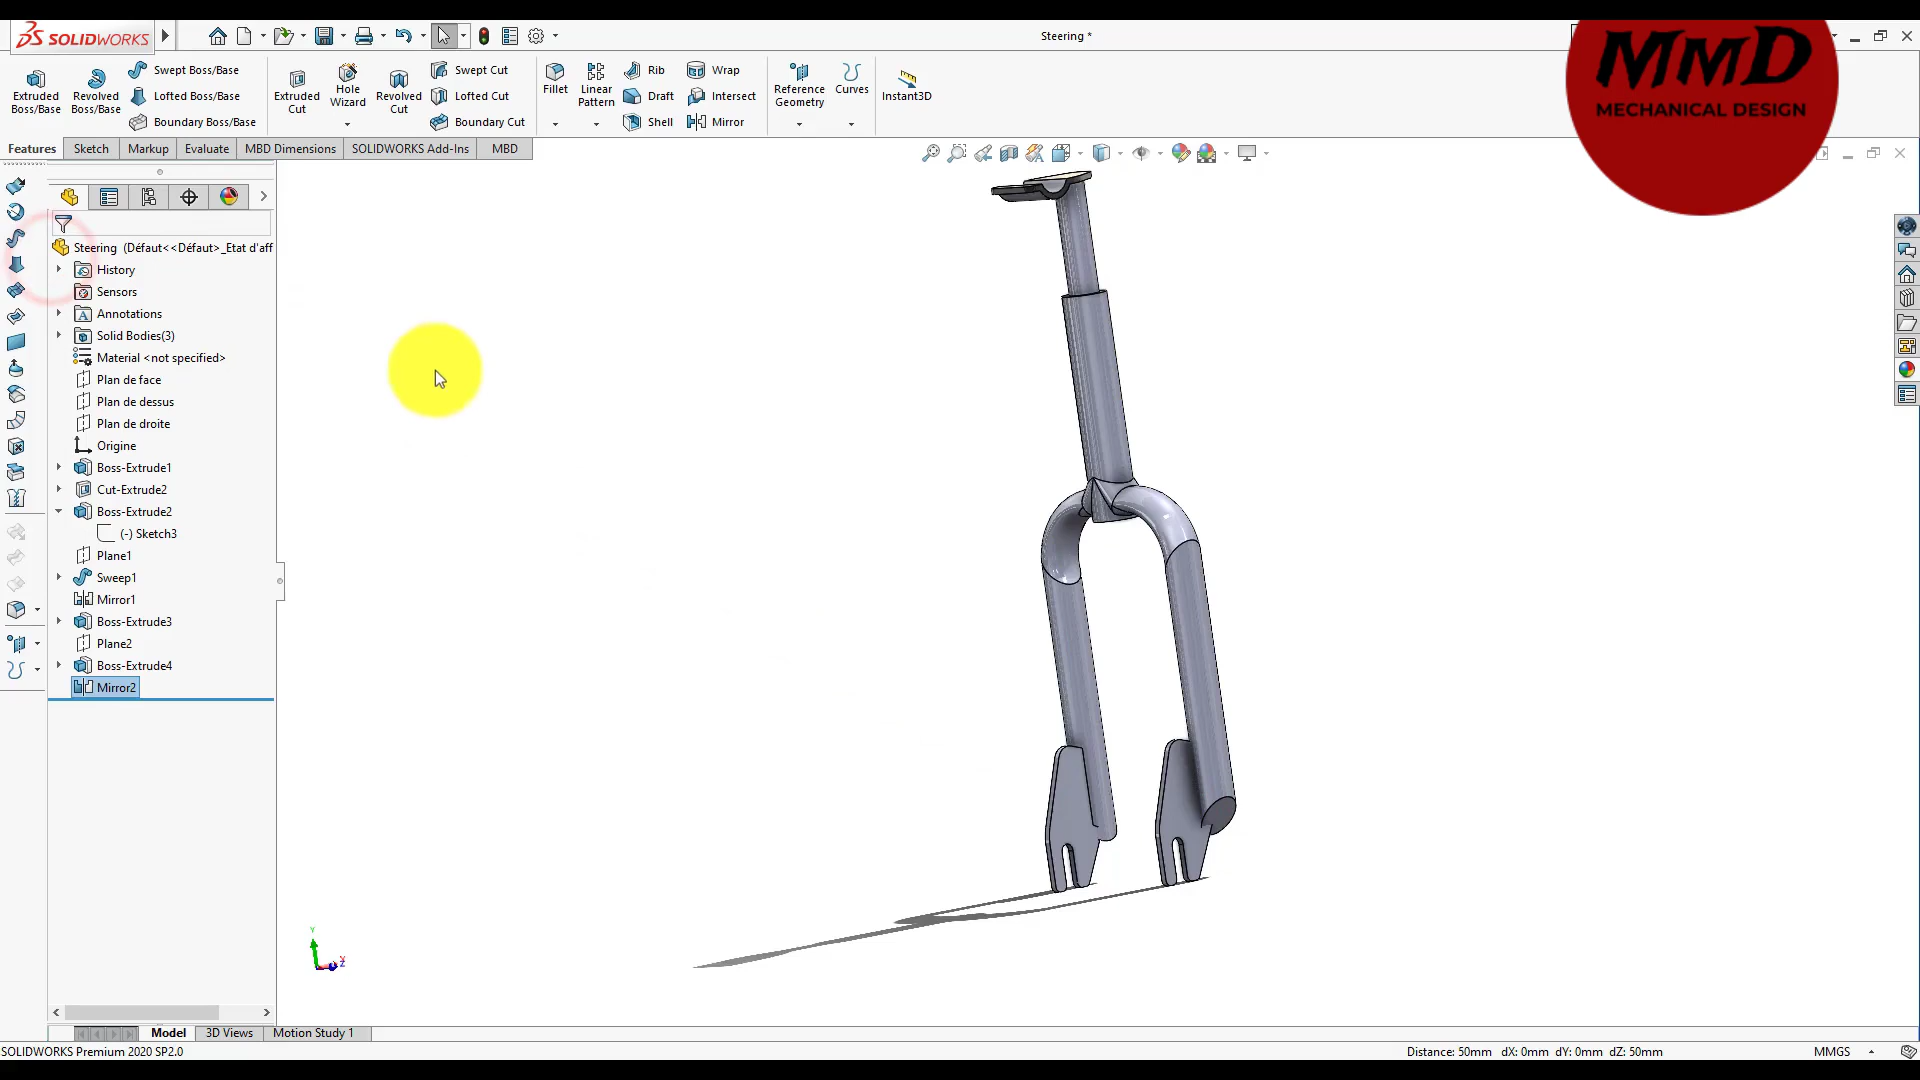 SOLIDWORKS
Steering *
MMD
MECHANICAL DESIGN
Extruded Boss/Base
Revolved Boss/Base
Swept Boss/Base
Lofted Boss/Base
Boundary Boss/Base
Extruded Cut
Hole Wizard
Revolved Cut
Swept Cut
Lofted Cut
Boundary Cut
Fillet
Linear Pattern
Rib
Draft
Shell
Wrap
Intersect
Mirror
Reference Geometry
Curves
Instant3D
Features
Sketch
Markup
Evaluate
MBD Dimensions
SOLIDWORKS Add-Ins
MBD
Steering (Défaut<<Défaut>_Etat d'aff
History
Sensors
Annotations
Solid Bodies(3)
Material <not specified>
Plan de face
Plan de dessus
Plan de droite
Origine
Boss-Extrude1
Cut-Extrude2
Boss-Extrude2
(-) Sketch3
Plane1
Sweep1
Mirror1
Boss-Extrude3
Plane2
Boss-Extrude4
Mirror2
Y
X
Z
Model
3D Views
Motion Study 1
SOLIDWORKS Premium 2020 SP2.0
Distance: 50mm dX: 0mm dY: 0mm dZ: 50mm
MMGS